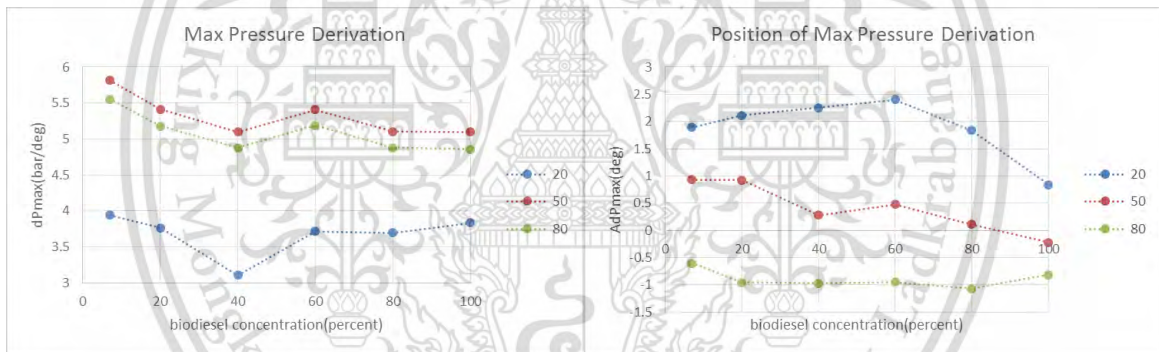 Max Pressure Derivation
6
5.5
5
4.5
4
3.5
3
dPmax(bar/deg)
0 20 40 60 80 100
biodiesel concentration(percent)
20
50
80
Position of Max Pressure Derivation
3
2.5
2
1.5
1
0.5
0
-0.5
-1
-1.5
AdPmax(deg)
20 40 60 80 100
biodiesel concentration(percent)
20
50
80
King Mongk
Ladkrabang